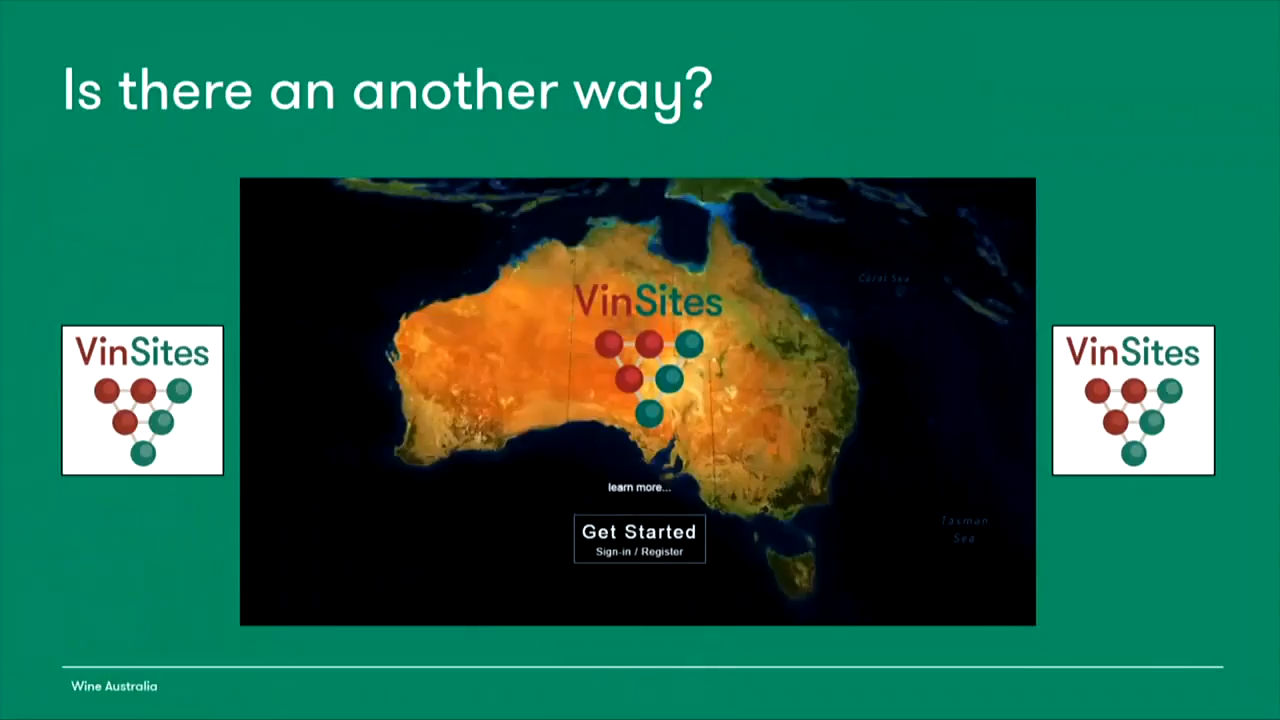 Is there an another way?
Coral Sea
VinSites
VinSites
VinSites
learn more...
Get Started
Sign-in / Register
Tasman
Sea
Wine Australia